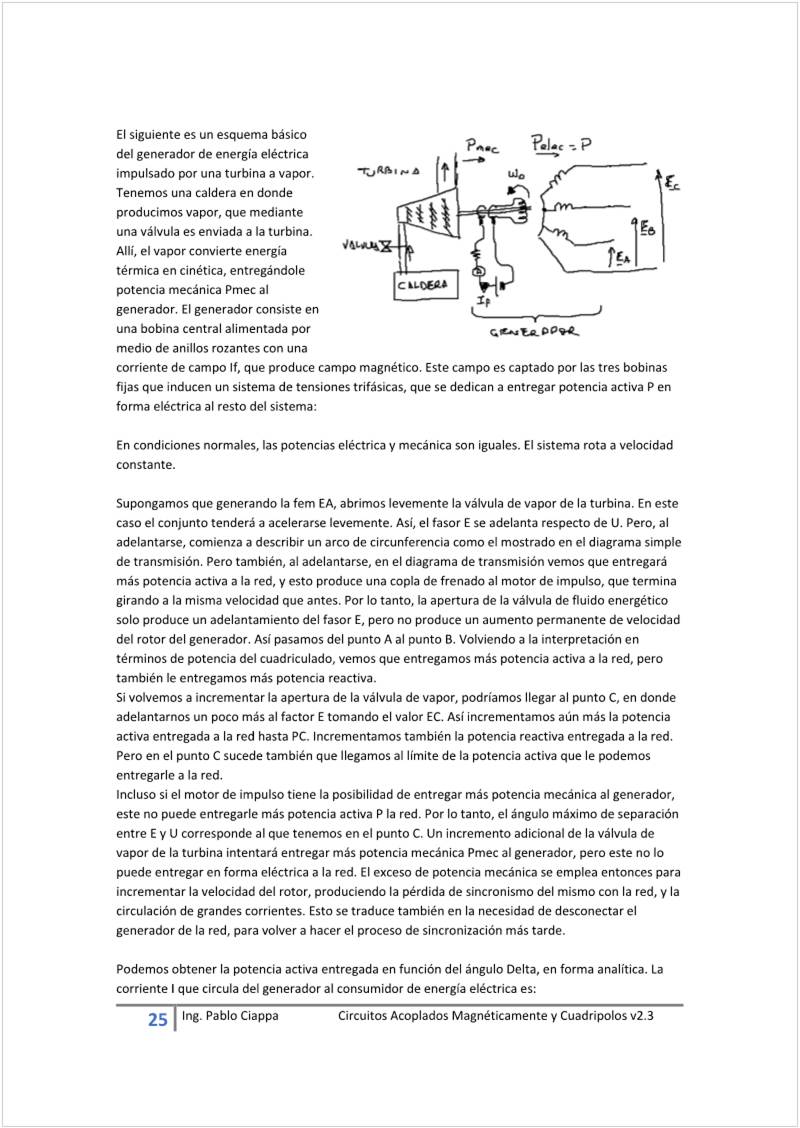 El siguiente es un esquema básico
del generador de energía eléctrica
impulsado por una turbina a vapor.
Tenemos una caldera en donde
producimos vapor, que mediante
una válvula es enviada a la turbina.
Allí, el vapor convierte energía
térmica en cinética, entregándole
potencia mecánica Pmec al
generador. El generador consiste en
una bobina central alimentada por
medio de anillos rozantes con una
Pmec
Pelec = P
TURBINA
ωo
EC
EB
EA
VALVULA
CALDERA
If
GENERADOR
corriente de campo If, que produce campo magnético. Este campo es captado por las tres bobinas
fijas que inducen un sistema de tensiones trifásicas, que se dedican a entregar potencia activa P en
forma eléctrica al resto del sistema:
En condiciones normales, las potencias eléctrica y mecánica son iguales. El sistema rota a velocidad
constante.
Supongamos que generando la fem EA, abrimos levemente la válvula de vapor de la turbina. En este
caso el conjunto tenderá a acelerarse levemente. Así, el fasor E se adelanta respecto de U. Pero, al
adelantarse, comienza a describir un arco de circunferencia como el mostrado en el diagrama simple
de transmisión. Pero también, al adelantarse, en el diagrama de transmisión vemos que entregará
más potencia activa a la red, y esto produce una copla de frenado al motor de impulso, que termina
girando a la misma velocidad que antes. Por lo tanto, la apertura de la válvula de fluido energético
solo produce un adelantamiento del fasor E, pero no produce un aumento permanente de velocidad
del rotor del generador. Así pasamos del punto A al punto B. Volviendo a la interpretación en
términos de potencia del cuadriculado, vemos que entregamos más potencia activa a la red, pero
también le entregamos más potencia reactiva.
Si volvemos a incrementar la apertura de la válvula de vapor, podríamos llegar al punto C, en donde
adelantarnos un poco más al factor E tomando el valor EC. Así incrementamos aún más la potencia
activa entregada a la red hasta PC. Incrementamos también la potencia reactiva entregada a la red.
Pero en el punto C sucede también que llegamos al límite de la potencia activa que le podemos
entregarle a la red.
Incluso si el motor de impulso tiene la posibilidad de entregar más potencia mecánica al generador,
este no puede entregarle más potencia activa P la red. Por lo tanto, el ángulo máximo de separación
entre E y U corresponde al que tenemos en el punto C. Un incremento adicional de la válvula de
vapor de la turbina intentará entregar más potencia mecánica Pmec al generador, pero este no lo
puede entregar en forma eléctrica a la red. El exceso de potencia mecánica se emplea entonces para
incrementar la velocidad del rotor, produciendo la pérdida de sincronismo del mismo con la red, y la
circulación de grandes corrientes. Esto se traduce también en la necesidad de desconectar el
generador de la red, para volver a hacer el proceso de sincronización más tarde.
Podemos obtener la potencia activa entregada en función del ángulo Delta, en forma analítica. La
corriente I que circula del generador al consumidor de energía eléctrica es:
25 Ing. Pablo Ciappa Circuitos Acoplados Magnéticamente y Cuadripolos v2.3